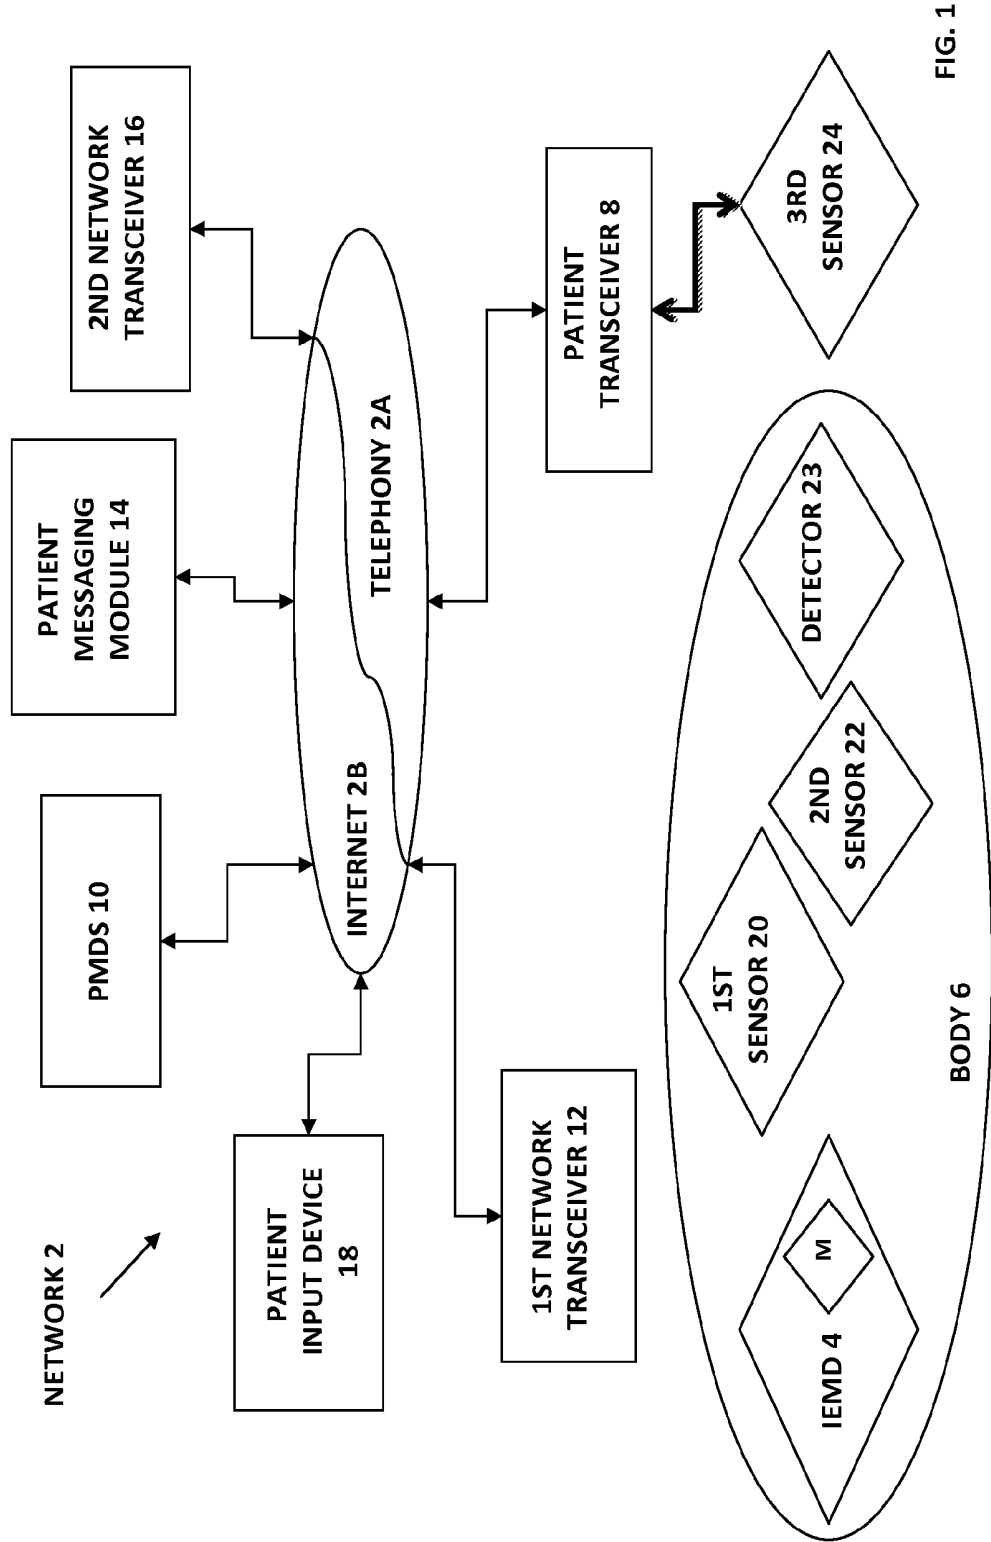 NETWORK 2
PMDS 10
PATIENT
MESSAGING
MODULE 14
2ND NETWORK
TRANSCEIVER 16
PATIENT
INPUT DEVICE
18
INTERNET 2B
TELEPHONY 2A
1ST NETWORK
TRANSCEIVER 12
PATIENT
TRANSCEIVER 8
IEMD 4
M
1ST
SENSOR 20
2ND
SENSOR 22
DETECTOR 23
3RD
SENSOR 24
BODY 6
FIG. 1